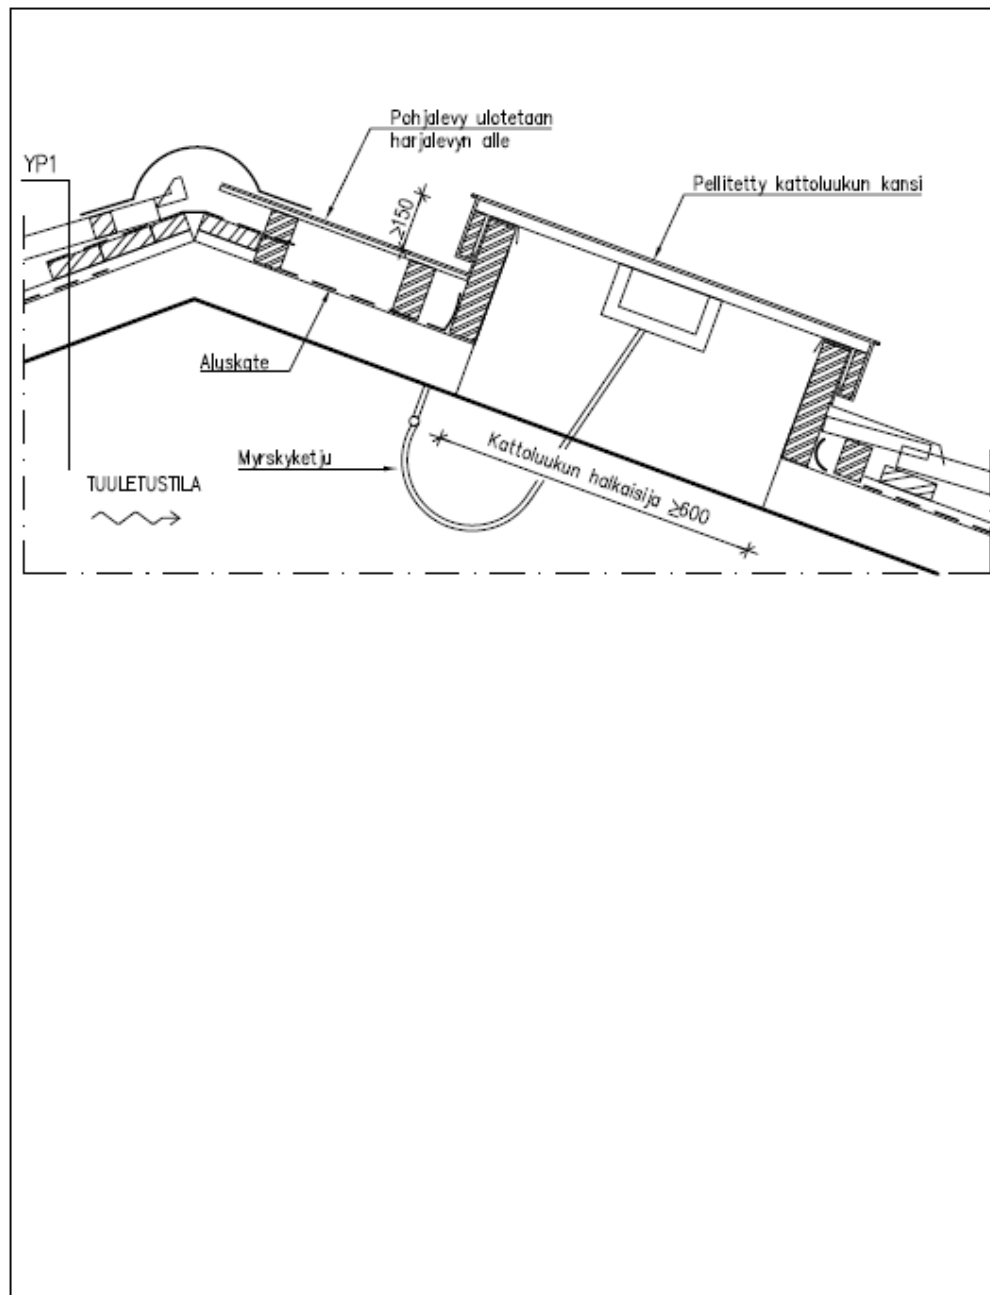 Pohjalevy ulotetaan
harjalevyn alle
YP1
Pellitetty kattoluukun kansi
≥150
Aluskate
Myrskyketju
Kattoluukun halkaisija ≥600
TUULETUSTILA